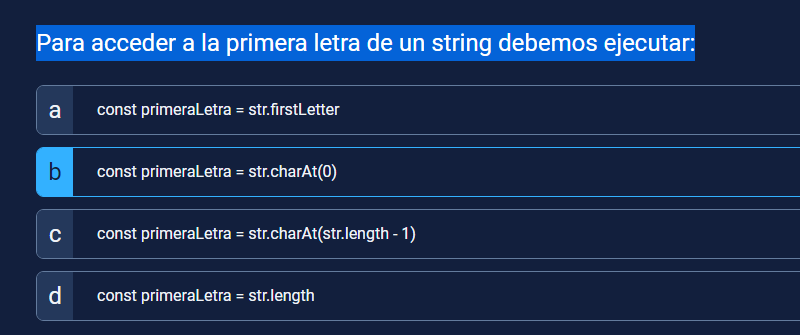 Para acceder a la primera letra de un string debemos ejecutar:
a const primeraLetra = str.firstLetter
b const primeraLetra = str.charAt(0)
c const primeraLetra = str.charAt(str.length - 1)
d const primeraLetra = str.length